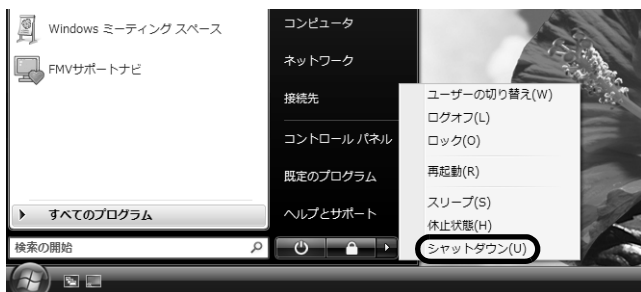 Windows ミーティング スペース
FMVサポートナビ
すべてのプログラム
検索の開始
コンピュータ
ネットワーク
接続先
コントロール パネル
既定のプログラム
ヘルプとサポート
ユーザーの切り替え(W)
ログオフ(L)
ロック(O)
再起動(R)
スリープ(S)
休止状態(H)
シャットダウン(U)